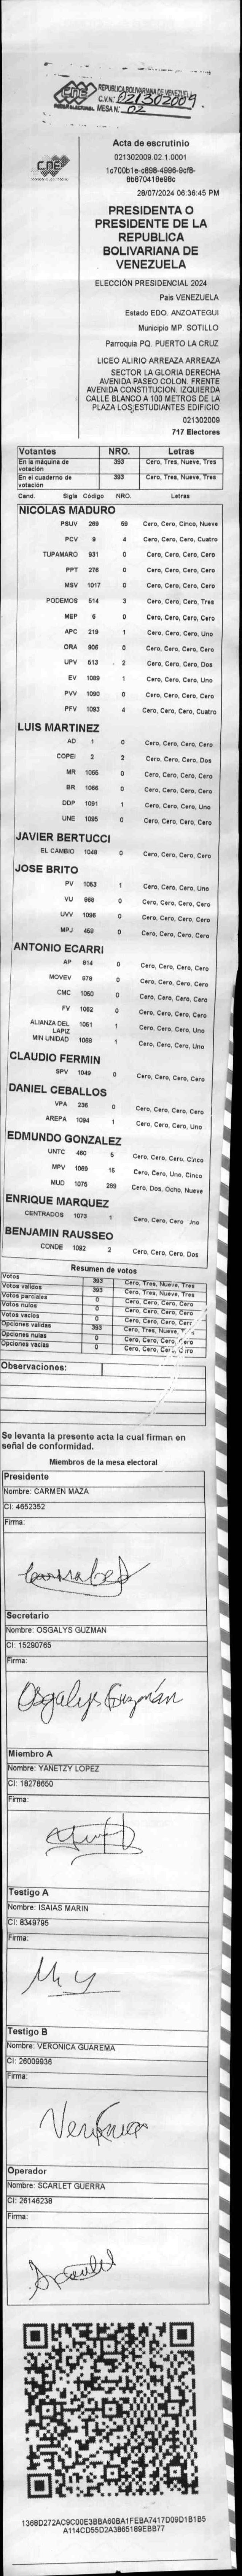 CNE
REPUBLICA BOLIVARIANA DE VENEZUELA
C.V.N° 021302009.
MESA N° 02
CNE
Acta de escrutinio
021302009.02.1.0001
1c700b1e-c898-4998-9cf8-
8b670418e98c
28/07/2024 06:36:45 PM
PRESIDENTA O
PRESIDENTE DE LA
REPUBLICA
BOLIVARIANA DE
VENEZUELA
ELECCIÓN PRESIDENCIAL 2024
Pais VENEZUELA
Estado EDO. ANZOATEGUI
Municipio MP. SOTILLO
Parroquia PQ. PUERTO LA CRUZ
LICEO ALIRIO ARREAZA ARREAZA
SECTOR LA GLORIA DERECHA
AVENIDA PASEO COLON. FRENTE
AVENIDA CONSTITUCION. IZQUIERDA
CALLE BLANCO A 100 METROS DE LA
PLAZA LOS ESTUDIANTES EDIFICIO
021302009
717 Electores
Votantes NRO. Letras
En la máquina de votación 393 Cero, Tres, Nueve, Tres
En el cuaderno de votación 393 Cero, Tres, Nueve, Tres
Cand. Sigla Código NRO. Letras
NICOLAS MADURO
PSUV 269 59 Cero, Cero, Cinco, Nueve
PCV 9 4 Cero, Cero, Cero, Cuatro
TUPAMARO 931 0 Cero, Cero, Cero, Cero
PPT 276 0 Cero, Cero, Cero, Cero
MSV 1017 0 Cero, Cero, Cero, Cero
PODEMOS 514 3 Cero, Cero, Cero, Tres
MEP 6 0 Cero, Cero, Cero, Cero
APC 219 1 Cero, Cero, Cero, Uno
ORA 906 0 Cero, Cero, Cero, Cero
UPV 613 2 Cero, Cero, Cero, Dos
EV 1089 1 Cero, Cero, Cero, Uno
PVV 1090 0 Cero, Cero, Cero, Cero
PFV 1093 4 Cero, Cero, Cero, Cuatro
LUIS MARTINEZ
AD 1 0 Cero, Cero, Cero, Cero
COPEI 2 2 Cero, Cero, Cero, Dos
MR 1055 0 Cero, Cero, Cero, Cero
BR 1066 0 Cero, Cero, Cero, Cero
DDP 1091 1 Cero, Cero, Cero, Uno
UNE 1095 0 Cero, Cero, Cero, Cero
JAVIER BERTUCCI
EL CAMBIO 1048 0 Cero, Cero, Cero, Cero
JOSE BRITO
PV 1053 1 Cero, Cero, Cero, Uno
VU 968 0 Cero, Cero, Cero, Cero
UVV 1096 0 Cero, Cero, Cero, Cero
MPJ 459 0 Cero, Cero, Cero, Cero
ANTONIO ECARRI
AP 814 0 Cero, Cero, Cero, Cero
MOVEV 978 0 Cero, Cero, Cero, Cero
CMC 1050 0 Cero, Cero, Cero, Cero
FV 1062 0 Cero, Cero, Cero, Cero
ALIANZA DEL LAPIZ 1051 1 Cero, Cero, Cero, Uno
MIN UNIDAD 1068 1 Cero, Cero, Cero, Uno
CLAUDIO FERMIN
SPV 1049 0 Cero, Cero, Cero, Cero
DANIEL CEBALLOS
VPA 236 0 Cero, Cero, Cero, Cero
AREPA 1094 1 Cero, Cero, Cero, Uno
EDMUNDO GONZALEZ
UNTC 460 5 Cero, Cero, Cero, Cinco
MPV 1069 15 Cero, Cero, Uno, Cinco
MUD 1075 289 Cero, Dos, Ocho, Nueve
ENRIQUE MARQUEZ
CENTRADOS 1073 1 Cero, Cero, Cero Uno
BENJAMIN RAUSSEO
CONDE 1092 2 Cero, Cero, Cero, Dos
Resumen de votos
Votos 393 Cero, Tres, Nueve, Tres
Votos validos 393 Cero, Tres, Nueve, Tres
Votos parciales 0 Cero, Cero, Cero, Cero
Votos nulos 0 Cero, Cero, Cero, Cero
Votos vacios 0 Cero, Cero, Cero, Cero
Opciones validas 393 Cero, Tres, Nueve, Tres
Opciones nulas 0 Cero, Cero, Cero, Cero
Opciones vacias 0 Cero, Cero, Cero, Cero
Observaciones:
Se levanta la presente acta la cual firman en
señal de conformidad.
Miembros de la mesa electoral
Presidente
Nombre: CARMEN MAZA
CI: 4652352
Firma:
Secretario
Nombre: OSGALYS GUZMAN
CI: 15290765
Firma:
Osgalys Guzmán
Miembro A
Nombre: YANETZY LOPEZ
CI: 18278650
Firma:
Testigo A
Nombre: ISAIAS MARIN
CI: 8349795
Firma:
Testigo B
Nombre: VERONICA GUAREMA
CI: 26009936
Firma:
Operador
Nombre: SCARLET GUERRA
CI: 26146238
Firma:
1368D272AC9C00E3BBA60BA1FEBA7417D09D1B1B5
A114CD55D2A3865189EBB77